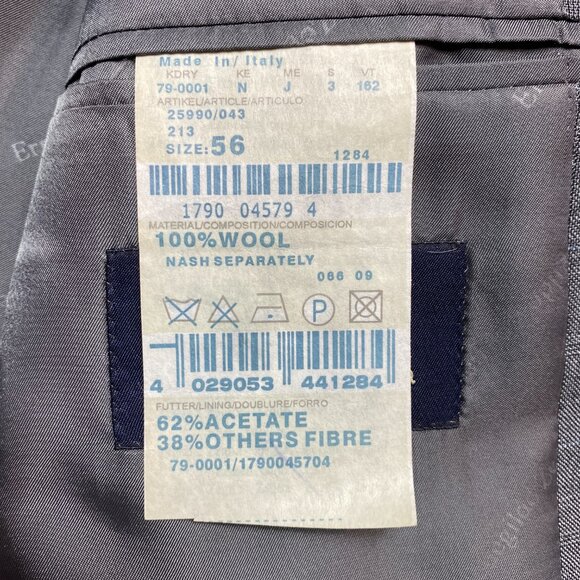 Made In/ Italy
KDRY KE ME S VT
79-0001 N J 3 162
ARTIKEL/ARTICLE/ARTICULO
25990/043
213
SIZE: 56
1284
1790 04579 4
MATERIAL/COMPOSITION/COMPOSICION
100%WOOL
NASH SEPARATELY
086 09
P
4 029053 441284
FUTTER/LINING/DOUBLURE/FORRO
62%ACETATE
38%OTHERS FIBRE
79-0001/1790045704